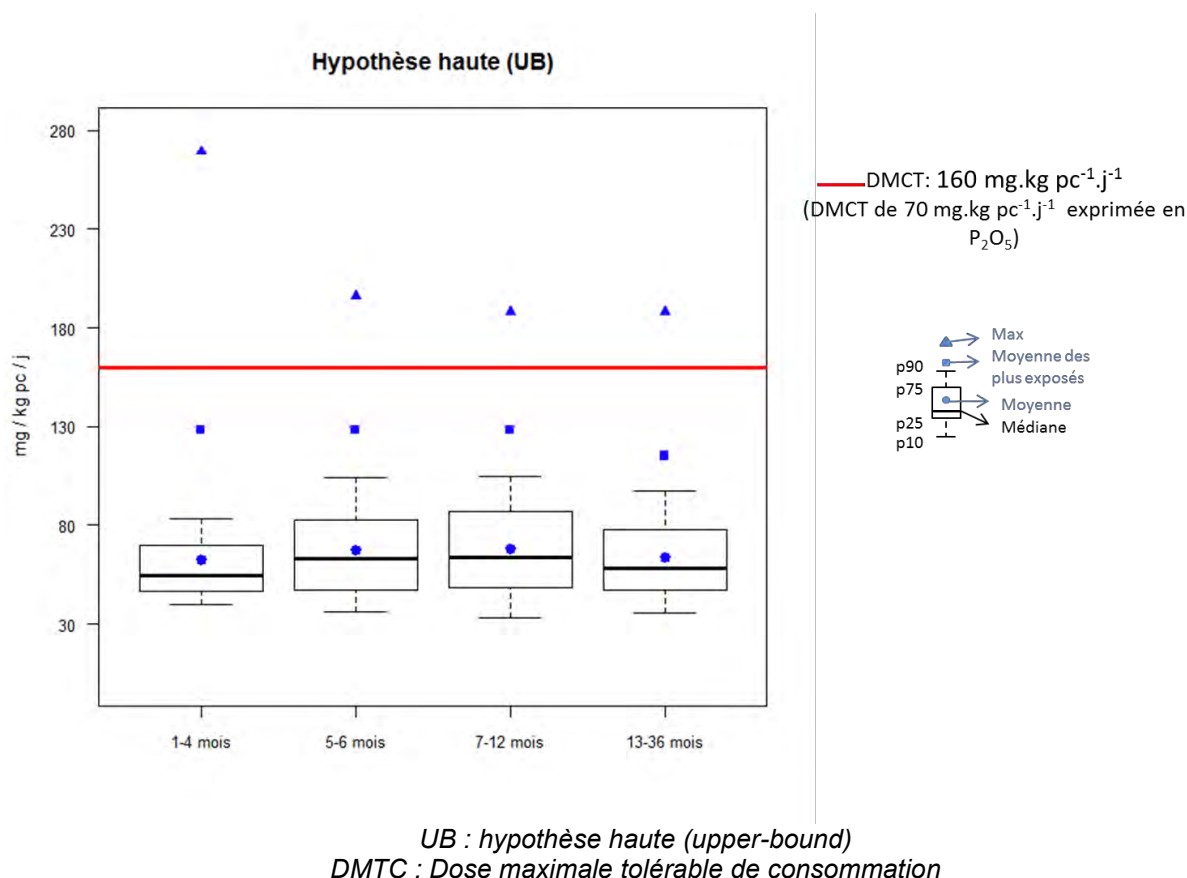 Hypothèse haute (UB)
280
230
180
130
80
30
mg / kg pc / j
1-4 mois
5-6 mois
7-12 mois
13-36 mois
DMCT: 160 mg.kg pc⁻¹.j⁻¹
(DMCT de 70 mg.kg pc⁻¹.j⁻¹ exprimée en
P₂O₅)
Max
Moyenne des
plus exposés
Moyenne
Médiane
p90
p75
p25
p10
UB : hypothèse haute (upper-bound)
DMTC : Dose maximale tolérable de consommation